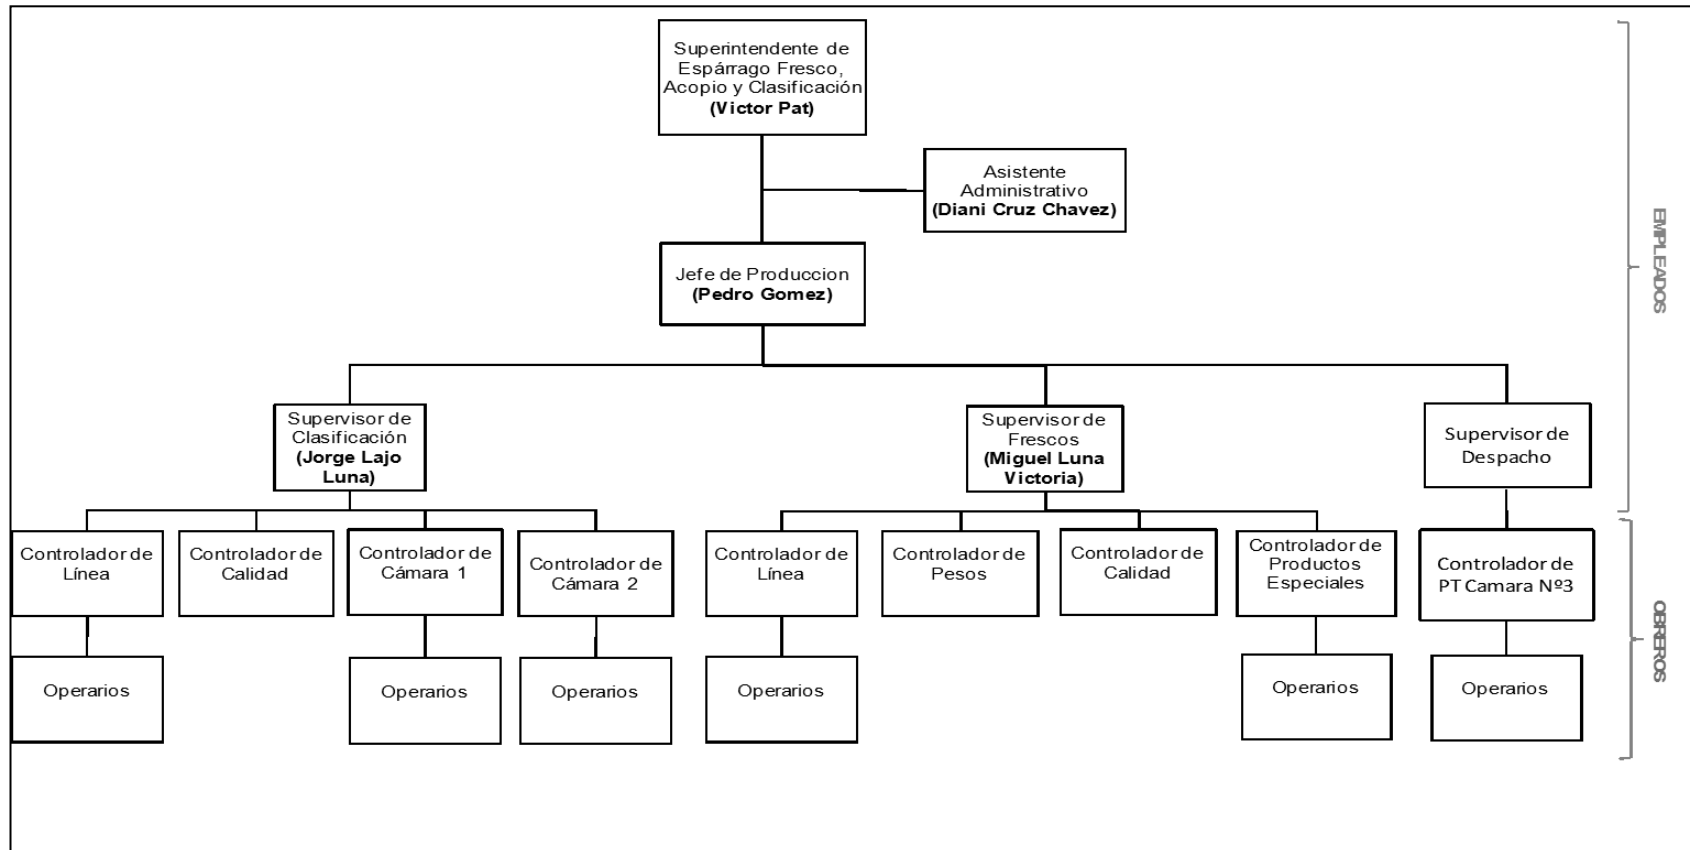 Superintendente de
Espárrago Fresco,
Acopio y Clasificación
(Victor Pat)
Asistente
Administrativo
(Diani Cruz Chavez)
Jefe de Produccion
(Pedro Gomez)
Supervisor de
Clasificación
(Jorge Lajo
Luna)
Supervisor de
Frescos
(Miguel Luna
Victoria)
Supervisor de
Despacho
Controlador de
Línea
Controlador de
Calidad
Controlador de
Cámara 1
Controlador de
Cámara 2
Controlador de
Línea
Controlador de
Pesos
Controlador de
Calidad
Controlador de
Productos
Especiales
Controlador de
PT Camara Nº3
Operarios
Operarios
Operarios
Operarios
Operarios
Operarios
EMPLEADOS
OBREROS